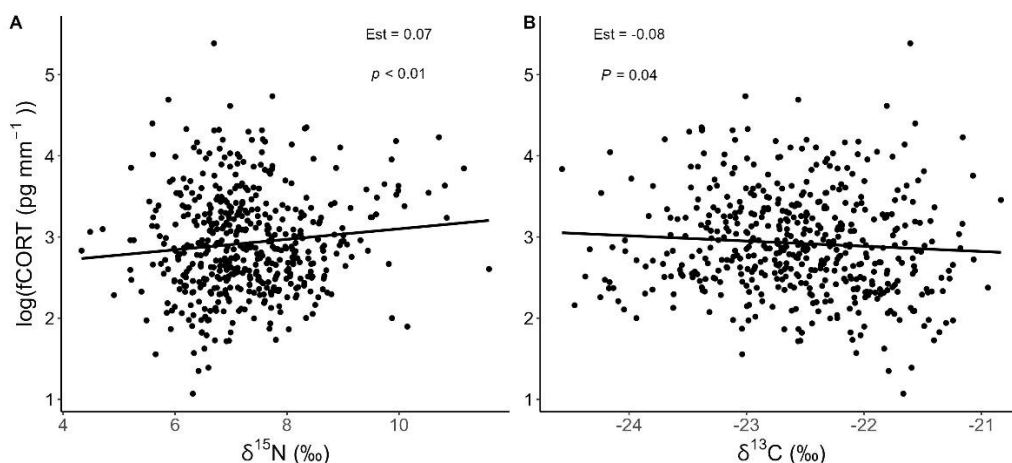 A
Est = 0.07
p < 0.01
log(fCORT (pg mm⁻¹ ))
5
4
3
2
1
4
6
8
10
δ¹⁵N (‰)
B
Est = -0.08
P = 0.04
5
4
3
2
1
-24
-23
-22
-21
δ¹³C (‰)